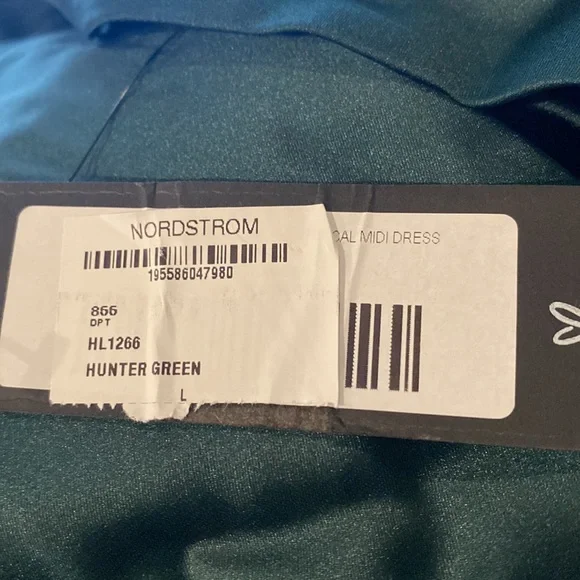 NORDSTROM
195586047980
CAL MIDI DRESS
866
DPT
HL1266
HUNTER GREEN
L